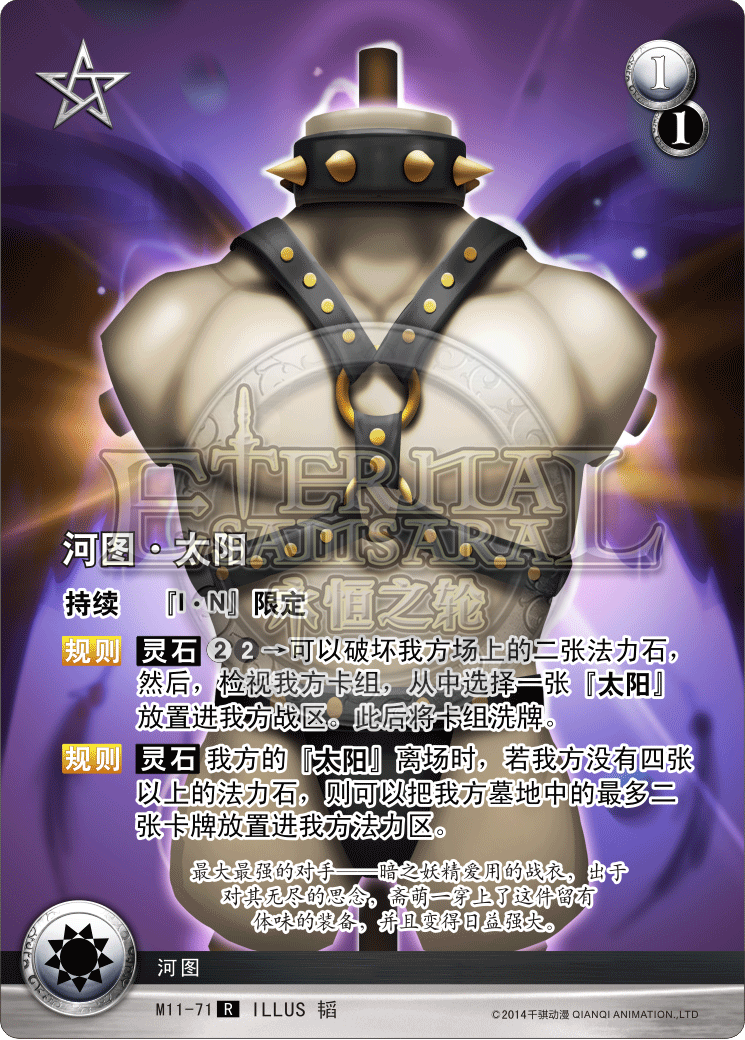 1
1
ETERNAL
SAMSARA
永恒之轮
河图·太阳
持续 『I·N』限定
规则 灵石 2 2→可以破坏我方场上的二张法力石，
然后，检视我方卡组，从中选择一张『太阳』
放置进我方战区。此后将卡组洗牌。
规则 灵石 我方的『太阳』离场时，若我方没有四张
以上的法力石，则可以把我方墓地中的最多二
张卡牌放置进我方法力区。
最大最强的对手——暗之妖精爱用的战衣，出于
对其无尽的思念，斋萌一穿上了这件留有
体味的装备，并且变得日益强大。
河图
M11-71 R ILLUS 韬
©2014千骐动漫 QIANQI ANIMATION.,LTD